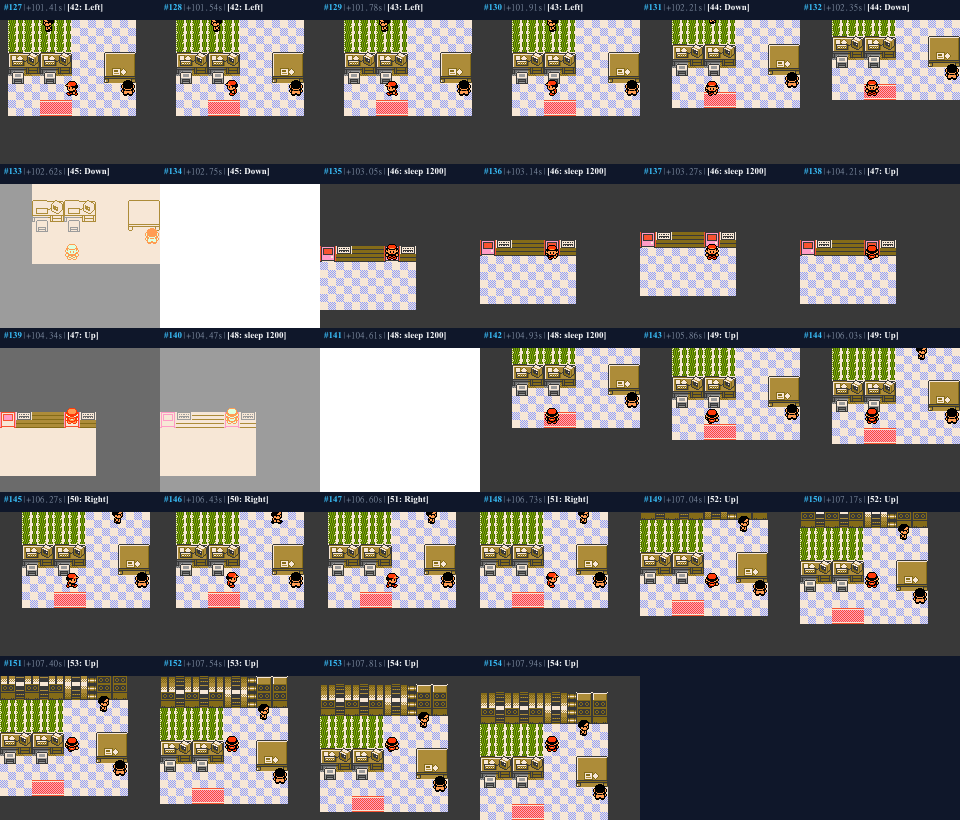 #127|+101.41s|[42: Left]
#128|+101.54s|[42: Left]
#129|+101.78s|[43: Left]
#130|+101.91s|[43: Left]
#131|+102.21s|[44: Down]
#132|+102.35s|[44: Down]
#133|+102.62s|[45: Down]
#134|+102.75s|[45: Down]
#135|+103.05s|[46: sleep 1200]
#136|+103.14s|[46: sleep 1200]
#137|+103.27s|[46: sleep 1200]
#138|+104.21s|[47: Up]
#139|+104.34s|[47: Up]
#140|+104.47s|[48: sleep 1200]
#141|+104.61s|[48: sleep 1200]
#142|+104.93s|[48: sleep 1200]
#143|+105.86s|[49: Up]
#144|+106.03s|[49: Up]
#145|+106.27s|[50: Right]
#146|+106.43s|[50: Right]
#147|+106.60s|[51: Right]
#148|+106.73s|[51: Right]
#149|+107.04s|[52: Up]
#150|+107.17s|[52: Up]
#151|+107.40s|[53: Up]
#152|+107.54s|[53: Up]
#153|+107.81s|[54: Up]
#154|+107.94s|[54: Up]